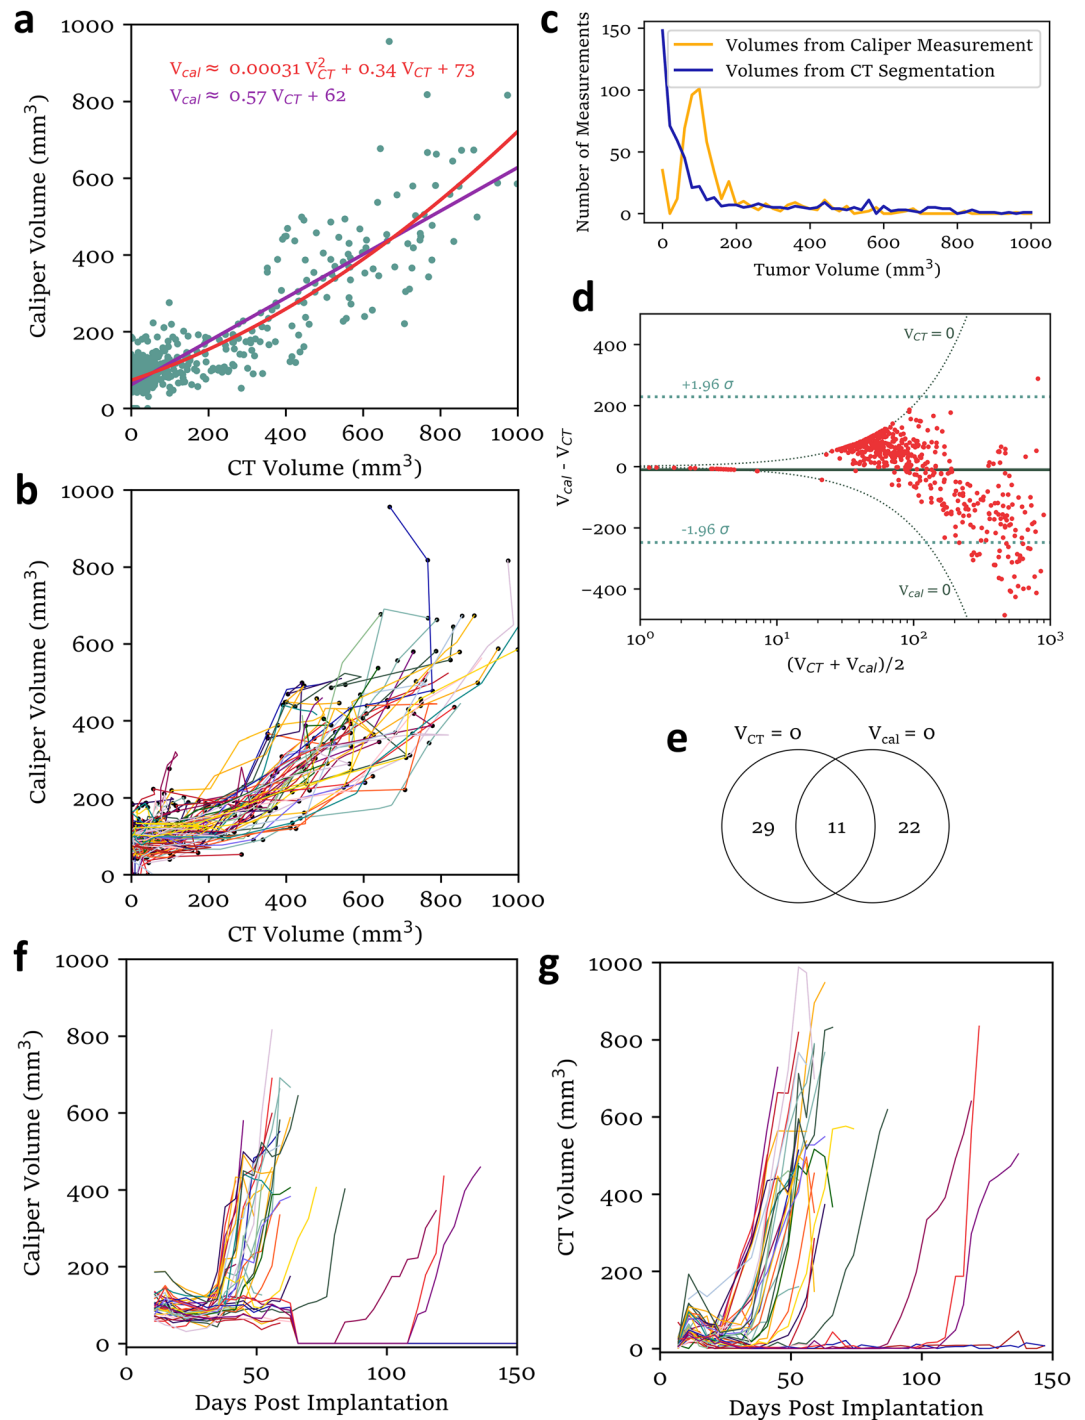 a
1000
800
600
400
200
0
Caliper Volume (mm³)
V_cal ≈ 0.00031 V²_CT + 0.34 V_CT + 73
V_cal ≈ 0.57 V_CT + 62
0 200 400 600 800 1000
CT Volume (mm³)
b
1000
800
600
400
200
0
Caliper Volume (mm³)
0 200 400 600 800 1000
CT Volume (mm³)
c
150
100
50
0
Number of Measurements
Volumes from Caliper Measurement
Volumes from CT Segmentation
0 200 400 600 800 1000
Tumor Volume (mm³)
d
400
200
0
−200
−400
V_cal - V_CT
V_CT = 0
+1.96 σ
-1.96 σ
V_cal = 0
10⁰ 10¹ 10² 10³
(V_CT + V_cal)/2
e
V_CT = 0 V_cal = 0
29 11 22
f
1000
800
600
400
200
0
Caliper Volume (mm³)
0 50 100 150
Days Post Implantation
g
1000
800
600
400
200
0
CT Volume (mm³)
0 50 100 150
Days Post Implantation